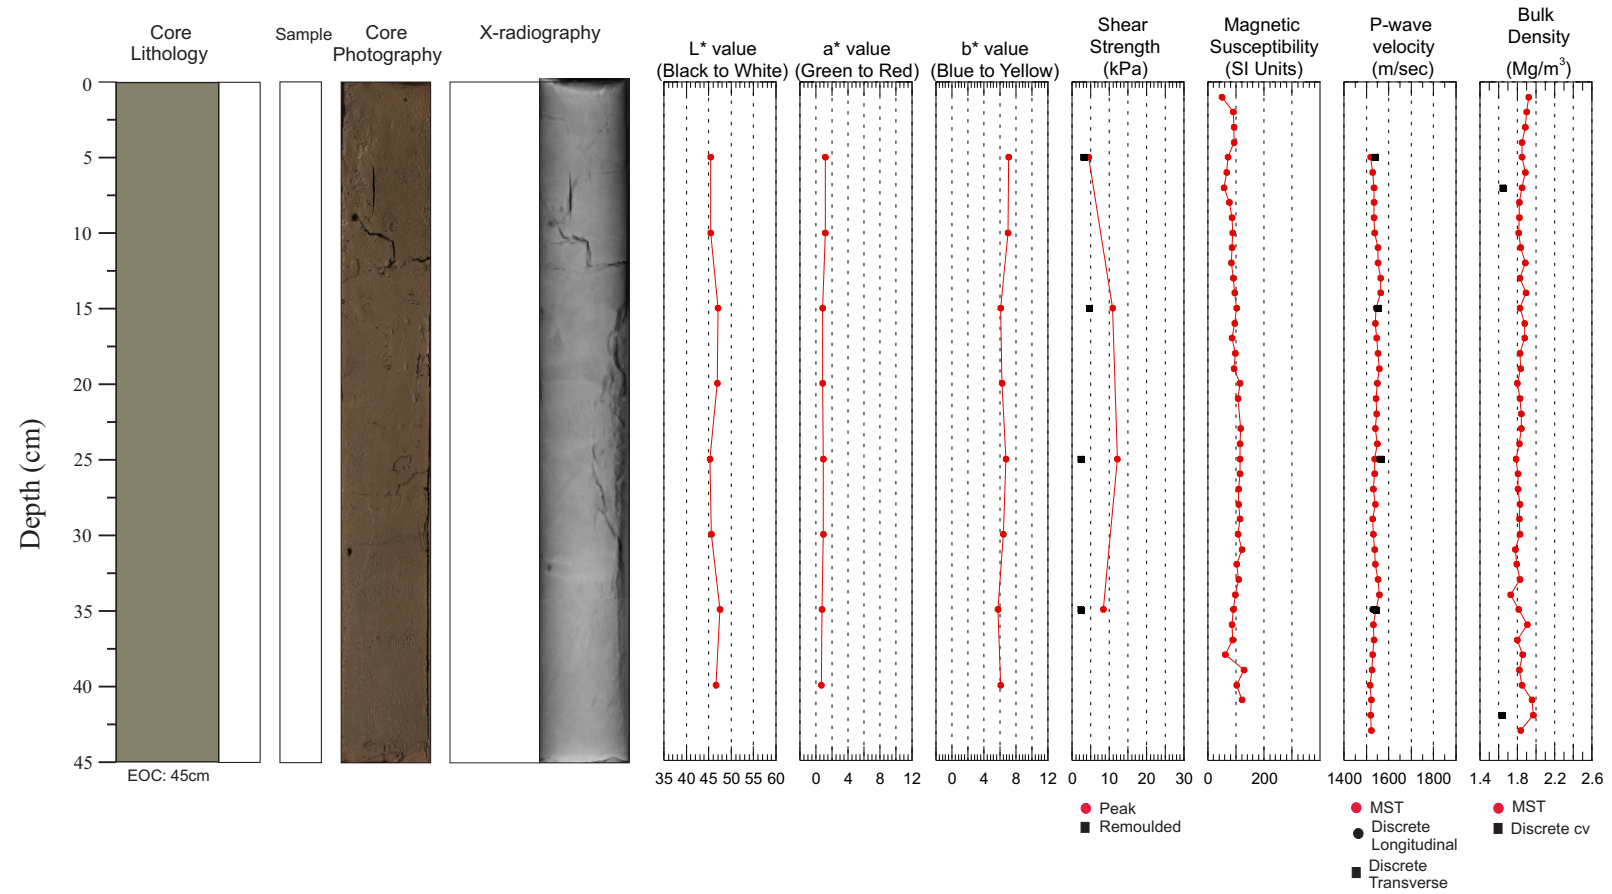 Core
Lithology
Sample
Core
Photography
X-radiography
L* value
(Black to White)
a* value
(Green to Red)
b* value
(Blue to Yellow)
Shear
Strength
(kPa)
Magnetic
Susceptibility
(SI Units)
P-wave
velocity
(m/sec)
Bulk
Density
(Mg/m³)
Depth (cm)
0
5
10
15
20
25
30
35
40
45
EOC: 45cm
35 40 45 50 55 60
0 4 8 12
0 4 8 12
0 10 20 30
0 200
1400 1600 1800
1.4 1.8 2.2 2.6
Peak
Remoulded
MST
Discrete
Longitudinal
Discrete
Transverse
MST
Discrete cv